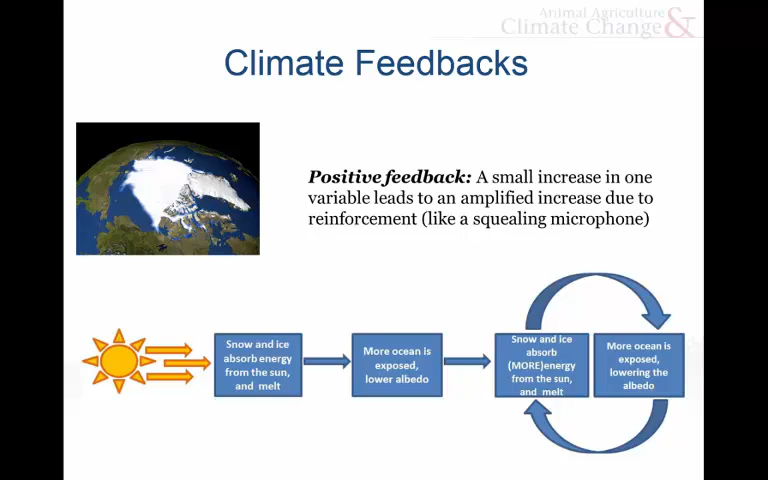 Animal Agriculture
Climate Change &
Climate Feedbacks
Positive feedback: A small increase in one
variable leads to an amplified increase due to
reinforcement (like a squealing microphone)
Snow and ice
absorb energy
from the sun,
and melt
More ocean is
exposed,
lower albedo
Snow and ice
absorb
(MORE)energy
from the sun,
and melt
More ocean is
exposed,
lowering the
albedo